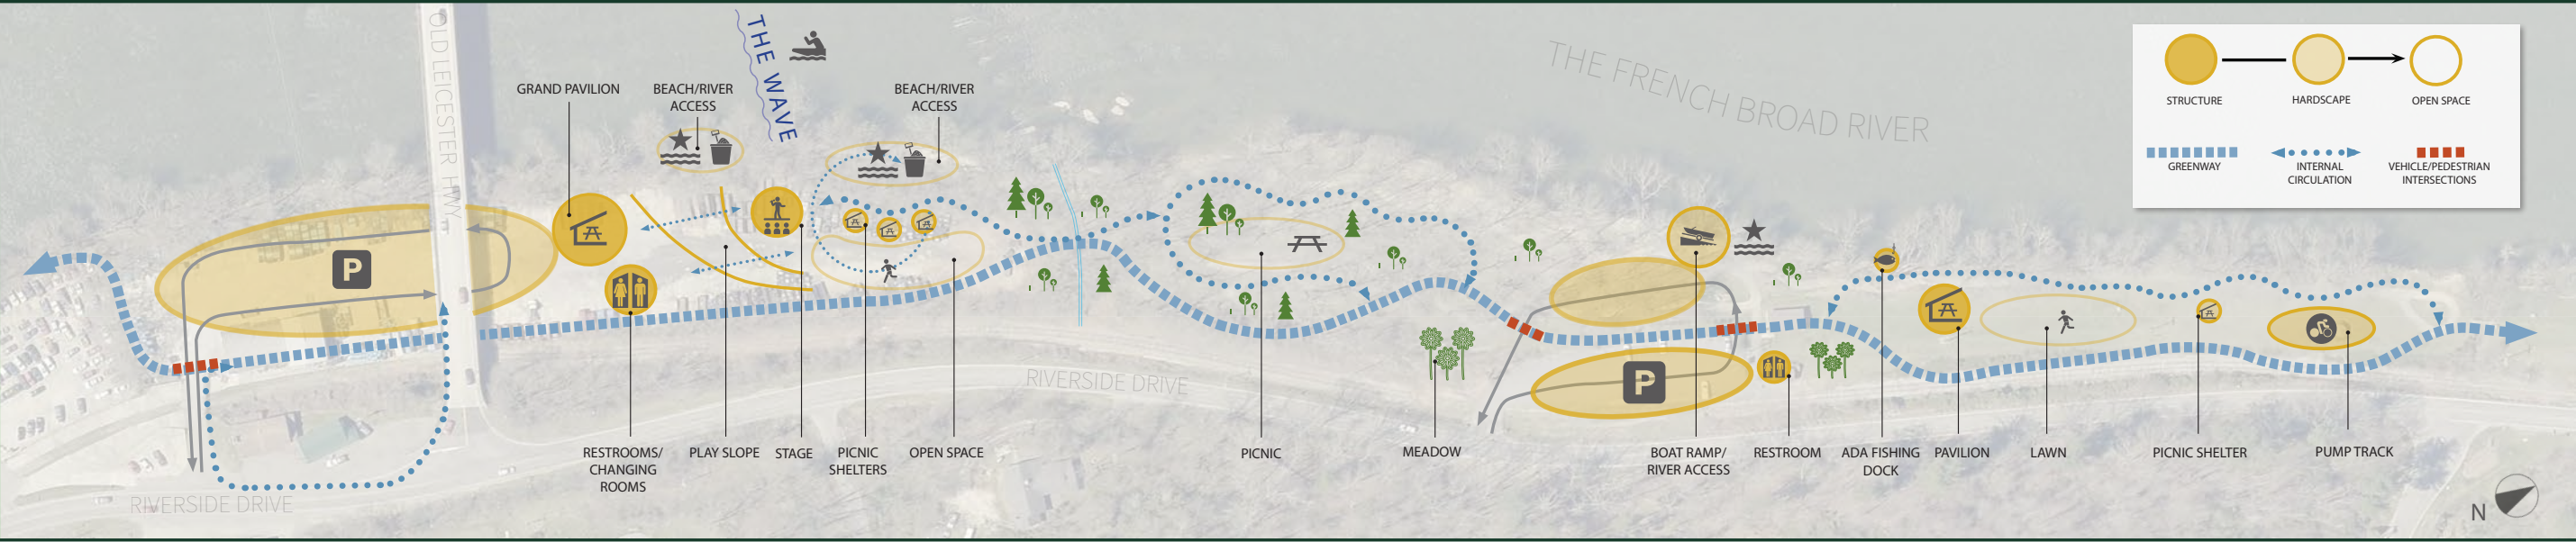 OLD LEICESTER HWY
THE WAVE
THE FRENCH BROAD RIVER
GRAND PAVILION
BEACH/RIVER
ACCESS
BEACH/RIVER
ACCESS
STRUCTURE
HARDSCAPE
OPEN SPACE
GREENWAY
INTERNAL
CIRCULATION
VEHICLE/PEDESTRIAN
INTERSECTIONS
P
P
RIVERSIDE DRIVE
RESTROOMS/
CHANGING
ROOMS
PLAY SLOPE
STAGE
PICNIC
SHELTERS
OPEN SPACE
PICNIC
MEADOW
BOAT RAMP/
RIVER ACCESS
RESTROOM
ADA FISHING
DOCK
PAVILION
LAWN
PICNIC SHELTER
PUMP TRACK
RIVERSIDE DRIVE
N